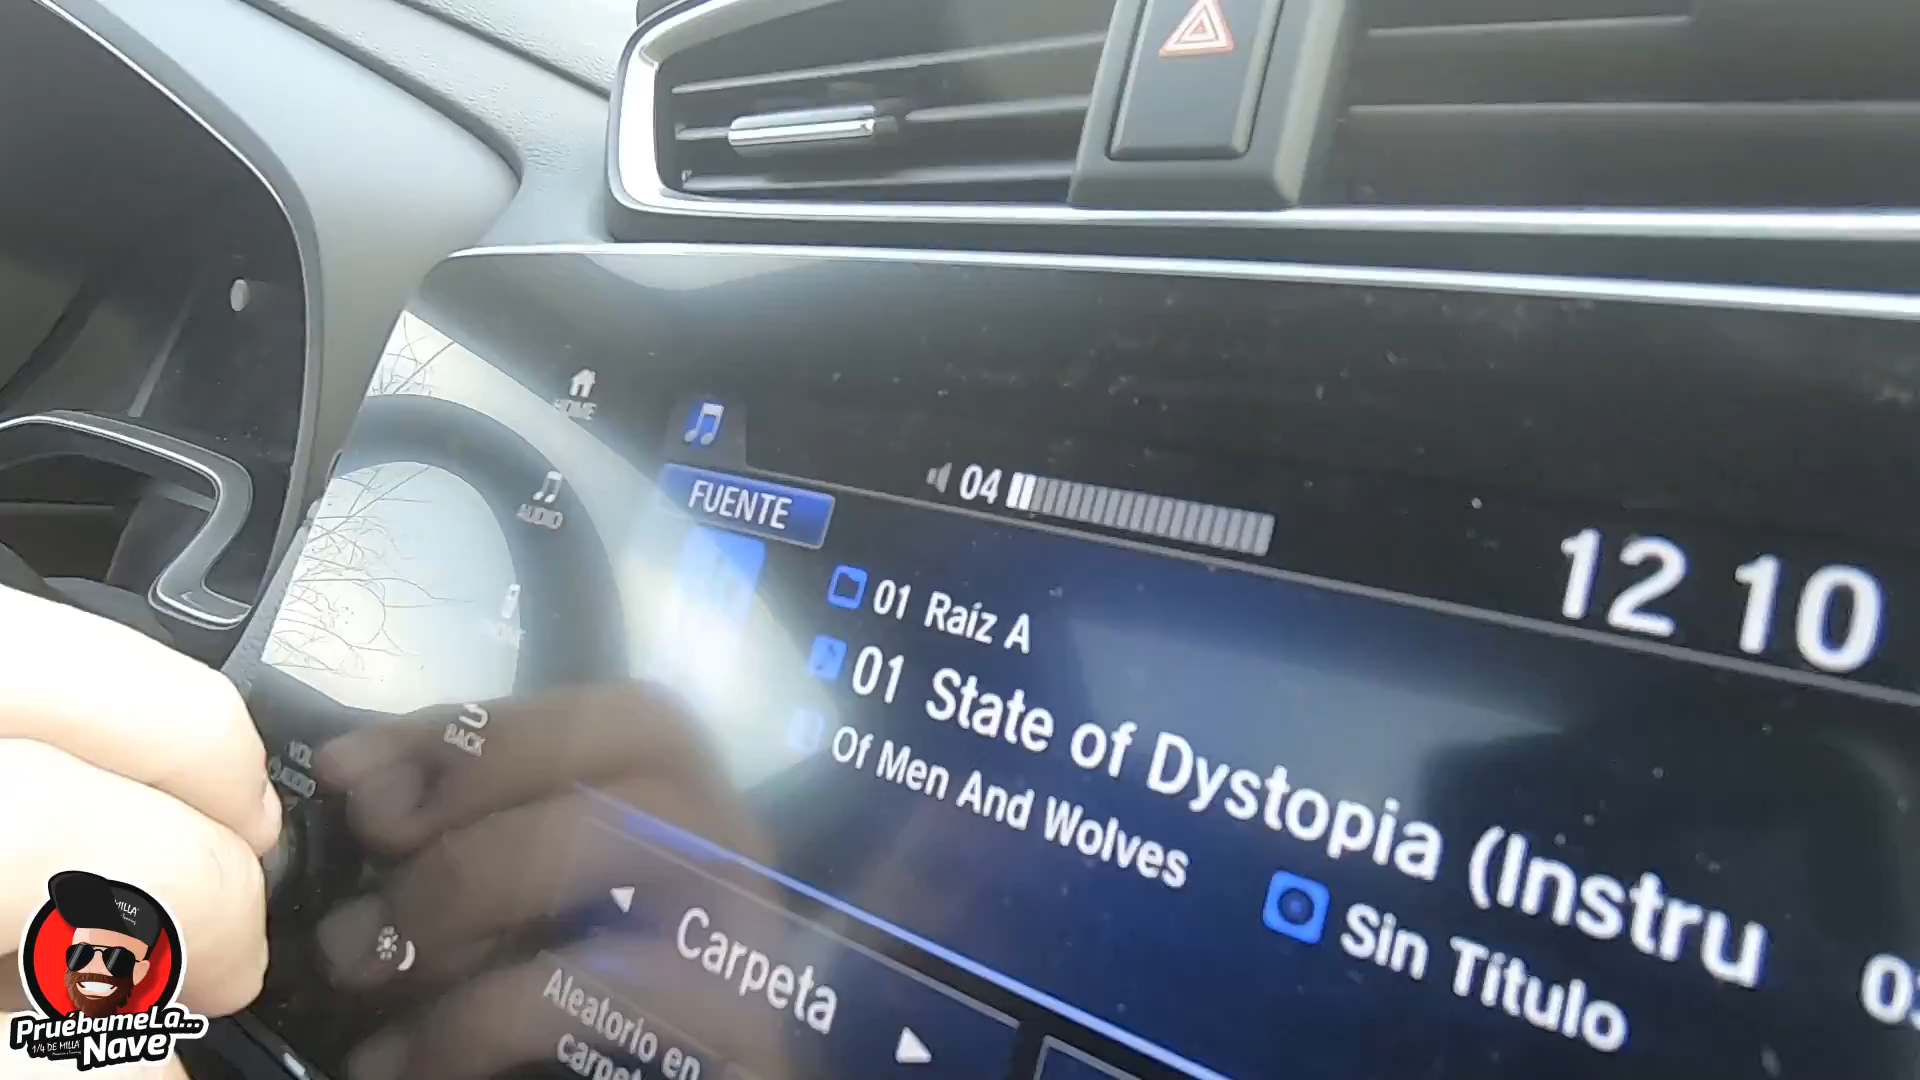 HOME
AUDIO
BACK
VOL
AUDIO
FUENTE
04
12 10
01 Raíz A
01 State of Dystopia (Instru
Of Men And Wolves
Sin Título
Carpeta
Aleatorio en
MILLA
PruébameLa...
1/4 DE MILLA
Nave